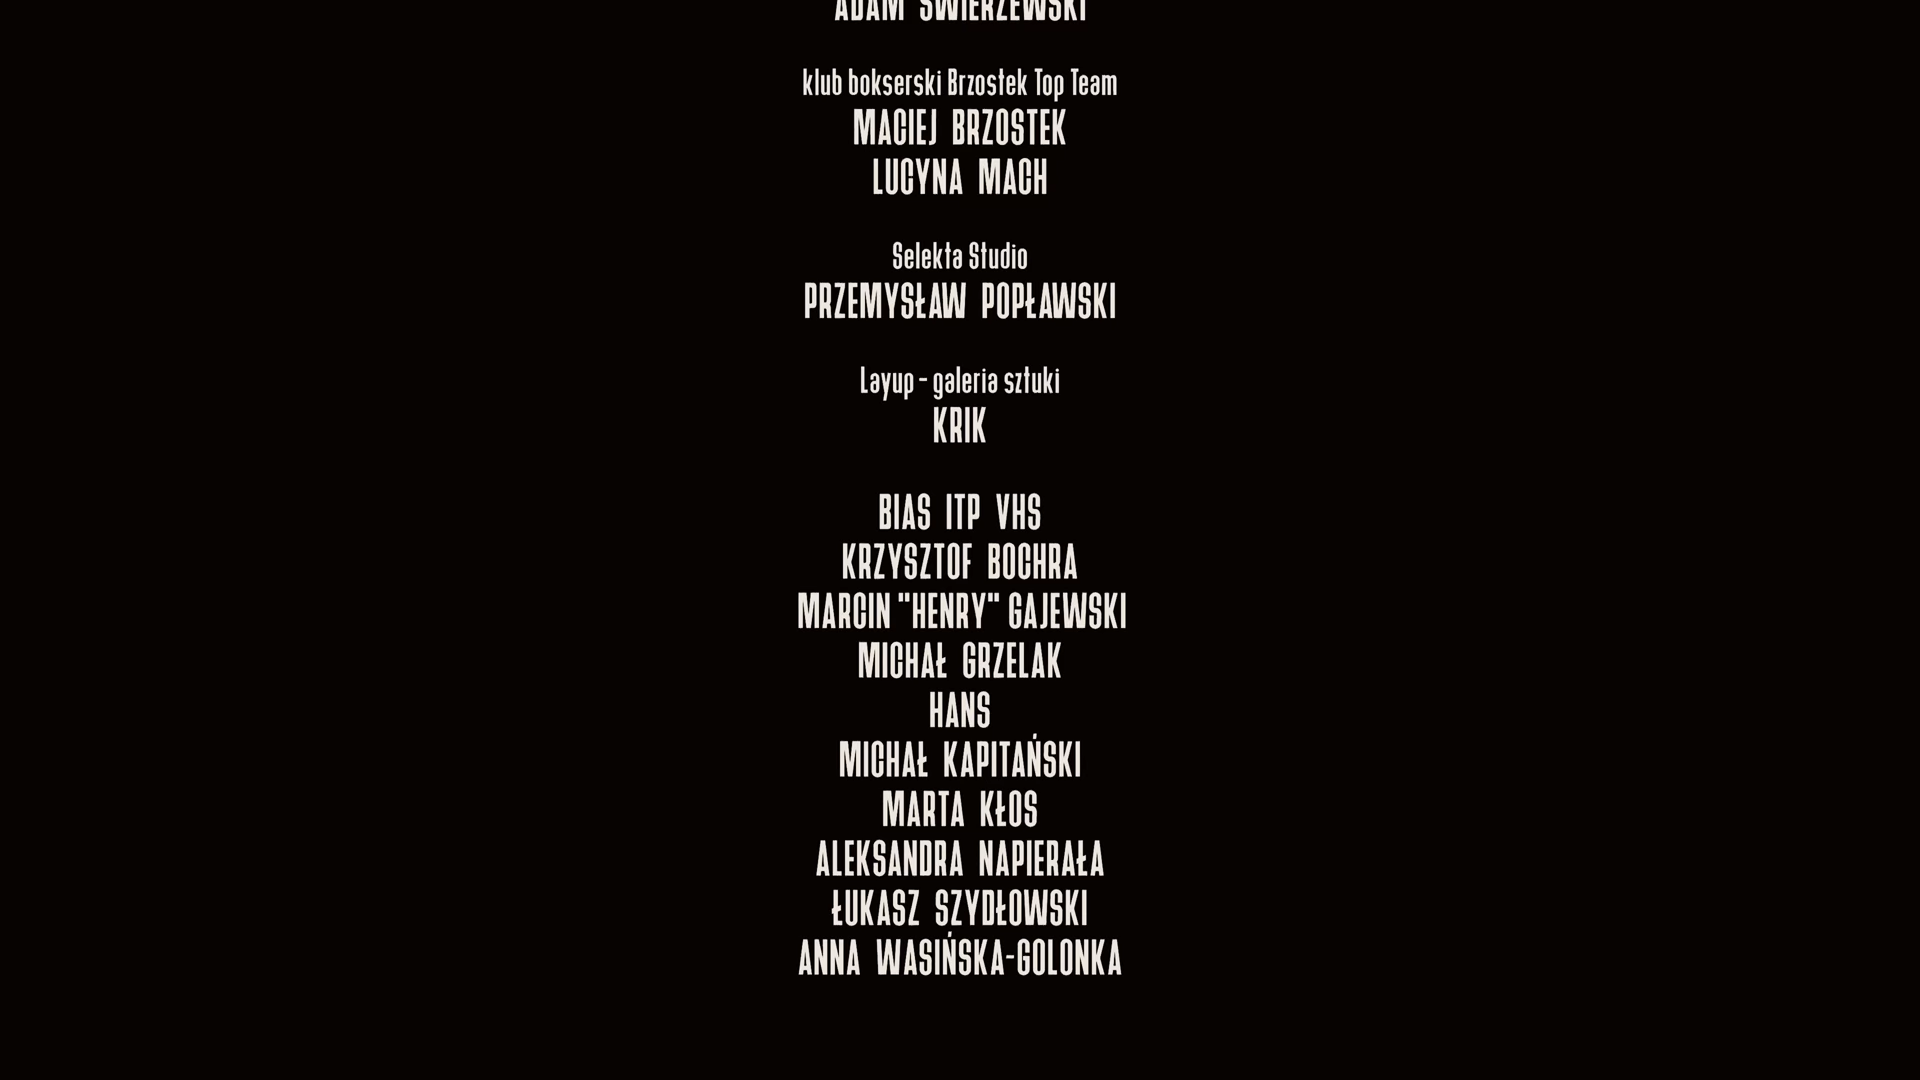 ADAM ŚWIERZEWSKI
klub bokserski Brzostek Top Team
MACIEJ BRZOSTEK
LUCYNA MACH
Selekta Studio
PRZEMYSŁAW POPŁAWSKI
Layup - galeria sztuki
KRIK
BIAS ITP VHS
KRZYSZTOF BOCHRA
MARCIN "HENRY" GAJEWSKI
MICHAŁ GRZELAK
HANS
MICHAŁ KAPITAŃSKI
MARTA KŁOS
ALEKSANDRA NAPIERAŁA
ŁUKASZ SZYDŁOWSKI
ANNA WASIŃSKA-GOLONKA